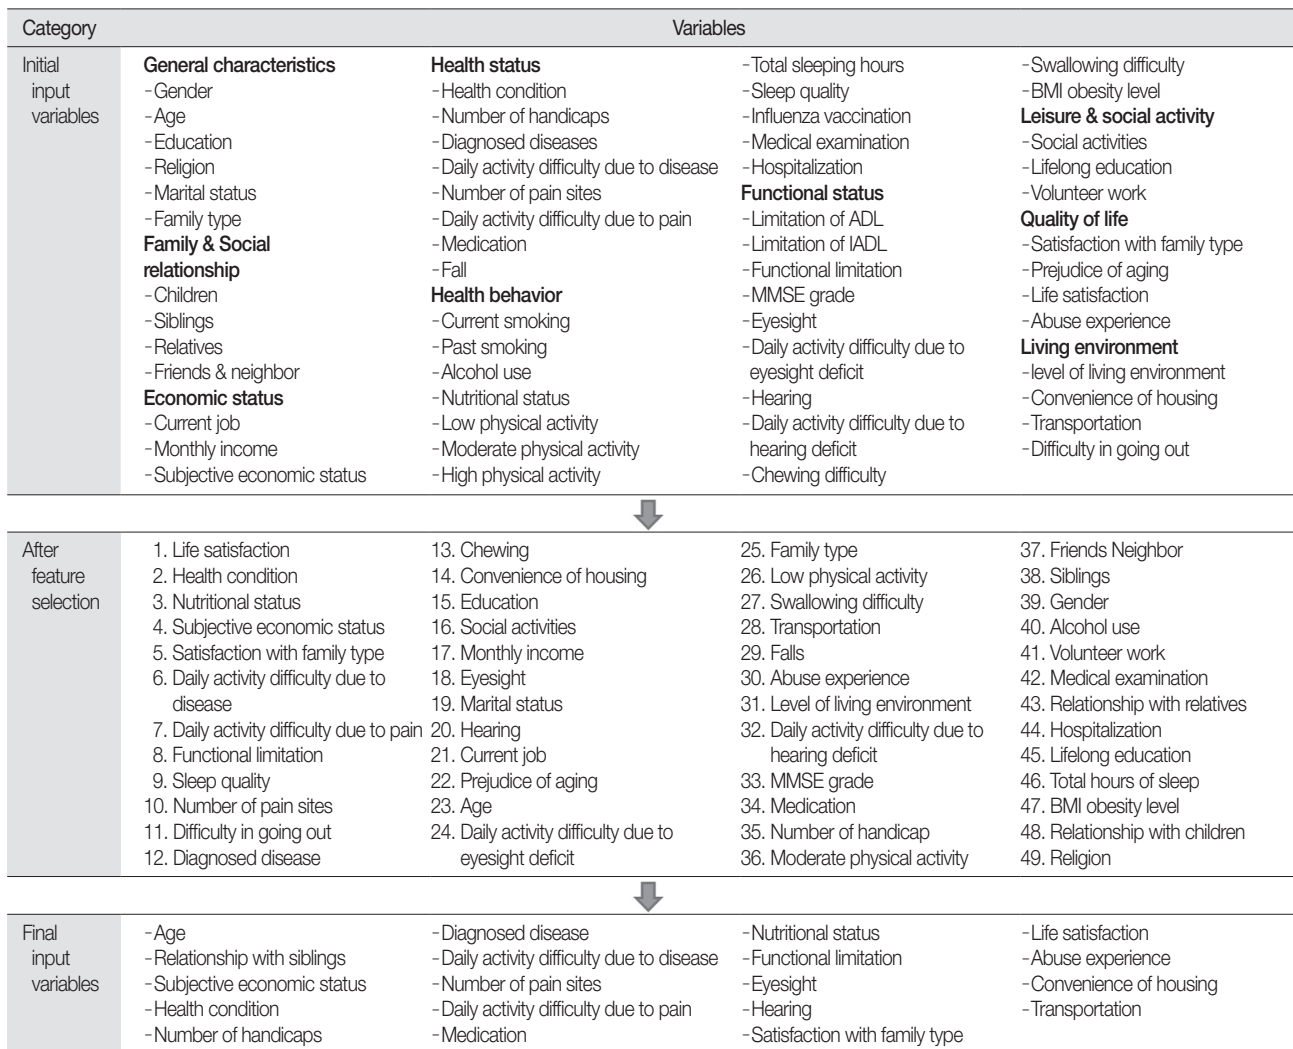 Category
Variables
Initial
input
variables
General characteristics
-Gender
-Age
-Education
-Religion
-Marital status
-Family type
Family & Social
relationship
-Children
-Siblings
-Relatives
-Friends & neighbor
Economic status
-Current job
-Monthly income
-Subjective economic status
Health status
-Health condition
-Number of handicaps
-Diagnosed diseases
-Daily activity difficulty due to disease
-Number of pain sites
-Daily activity difficulty due to pain
-Medication
-Fall
Health behavior
-Current smoking
-Past smoking
-Alcohol use
-Nutritional status
-Low physical activity
-Moderate physical activity
-High physical activity
-Total sleeping hours
-Sleep quality
-Influenza vaccination
-Medical examination
-Hospitalization
Functional status
-Limitation of ADL
-Limitation of IADL
-Functional limitation
-MMSE grade
-Eyesight
-Daily activity difficulty due to
eyesight deficit
-Hearing
-Daily activity difficulty due to
hearing deficit
-Chewing difficulty
-Swallowing difficulty
-BMI obesity level
Leisure & social activity
-Social activities
-Lifelong education
-Volunteer work
Quality of life
-Satisfaction with family type
-Prejudice of aging
-Life satisfaction
-Abuse experience
Living environment
-level of living environment
-Convenience of housing
-Transportation
-Difficulty in going out
After
feature
selection
1. Life satisfaction
2. Health condition
3. Nutritional status
4. Subjective economic status
5. Satisfaction with family type
6. Daily activity difficulty due to
disease
7. Daily activity difficulty due to pain
8. Functional limitation
9. Sleep quality
10. Number of pain sites
11. Difficulty in going out
12. Diagnosed disease
13. Chewing
14. Convenience of housing
15. Education
16. Social activities
17. Monthly income
18. Eyesight
19. Marital status
20. Hearing
21. Current job
22. Prejudice of aging
23. Age
24. Daily activity difficulty due to
eyesight deficit
25. Family type
26. Low physical activity
27. Swallowing difficulty
28. Transportation
29. Falls
30. Abuse experience
31. Level of living environment
32. Daily activity difficulty due to
hearing deficit
33. MMSE grade
34. Medication
35. Number of handicap
36. Moderate physical activity
37. Friends Neighbor
38. Siblings
39. Gender
40. Alcohol use
41. Volunteer work
42. Medical examination
43. Relationship with relatives
44. Hospitalization
45. Lifelong education
46. Total hours of sleep
47. BMI obesity level
48. Relationship with children
49. Religion
Final
input
variables
-Age
-Relationship with siblings
-Subjective economic status
-Health condition
-Number of handicaps
-Diagnosed disease
-Daily activity difficulty due to disease
-Number of pain sites
-Daily activity difficulty due to pain
-Medication
-Nutritional status
-Functional limitation
-Eyesight
-Hearing
-Satisfaction with family type
-Life satisfaction
-Abuse experience
-Convenience of housing
-Transportation